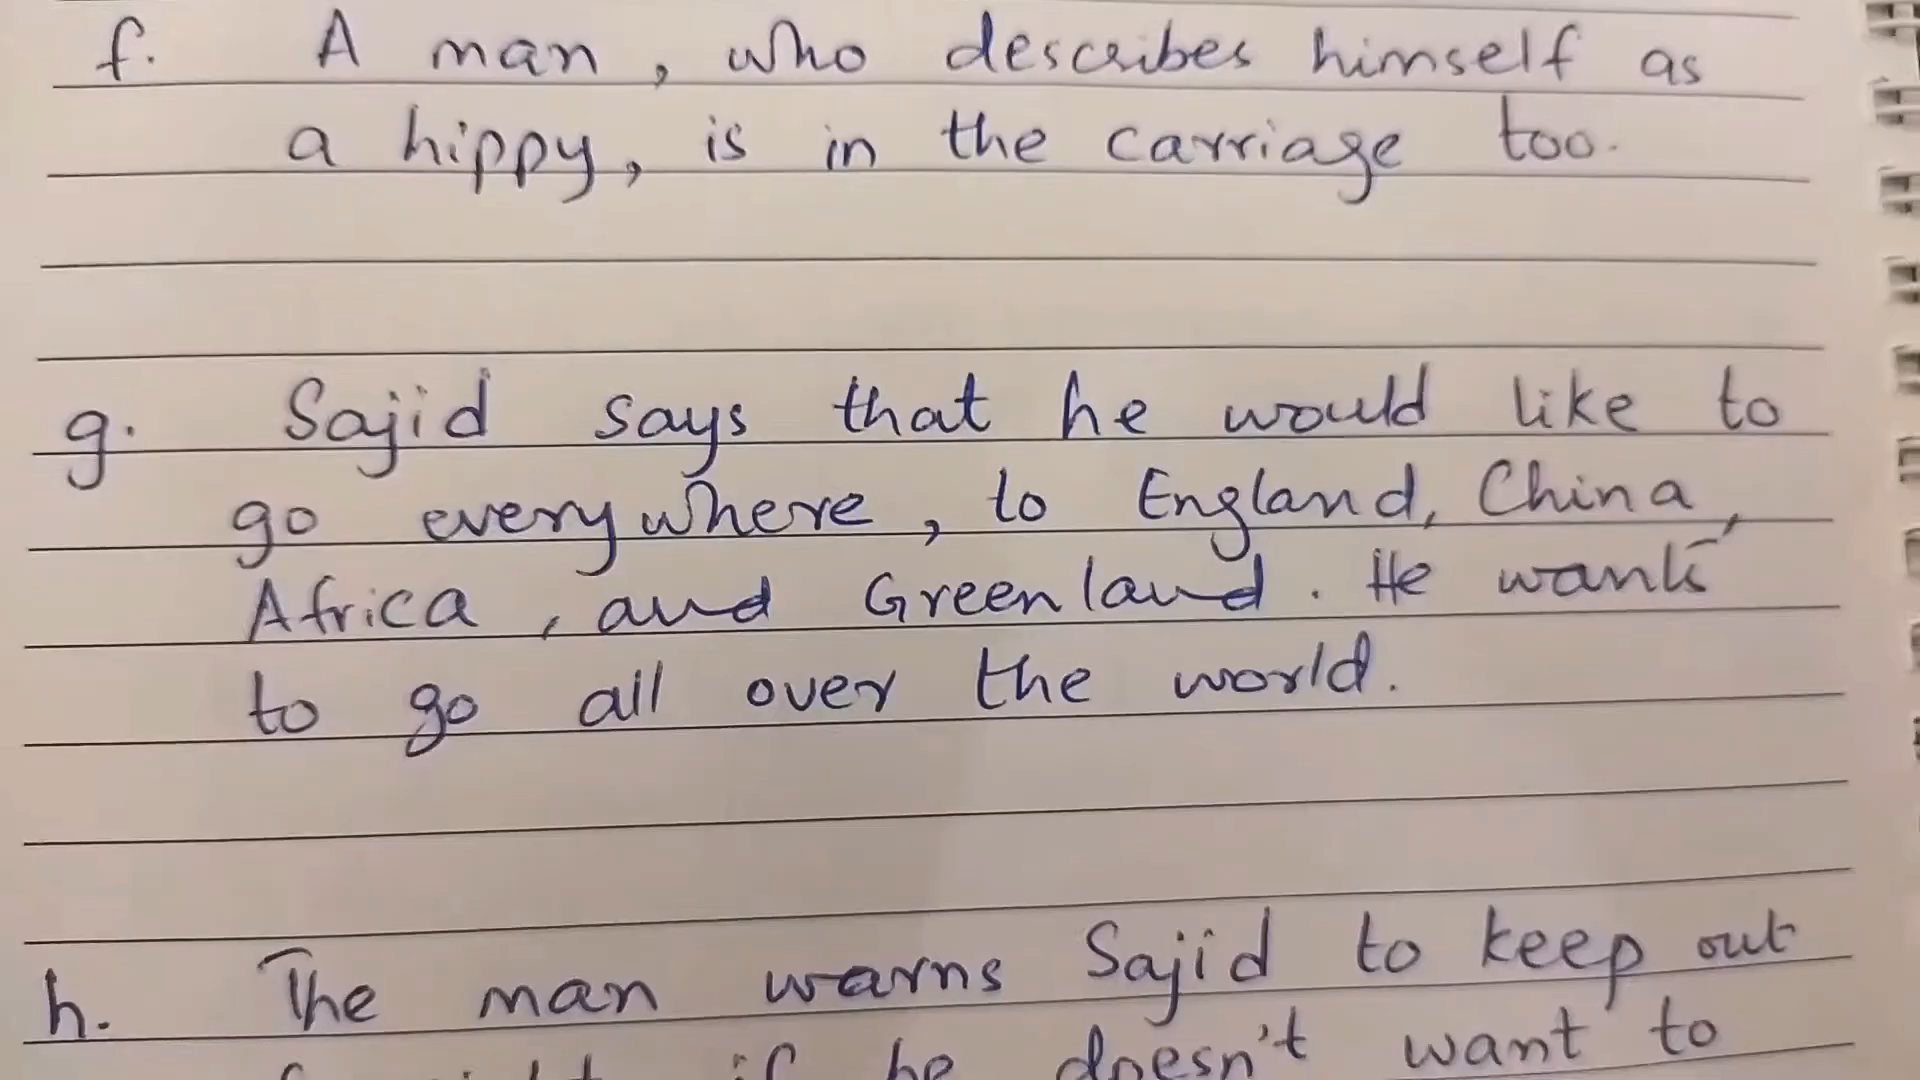 f. A man, who describes himself as
a hippy, is in the carriage too.
g. Sajid says that he would like to
go everywhere, to England, China,
Africa, and Greenland. He wants
to go all over the world.
h. The man warns Sajid to keep out
if he doesn't want to